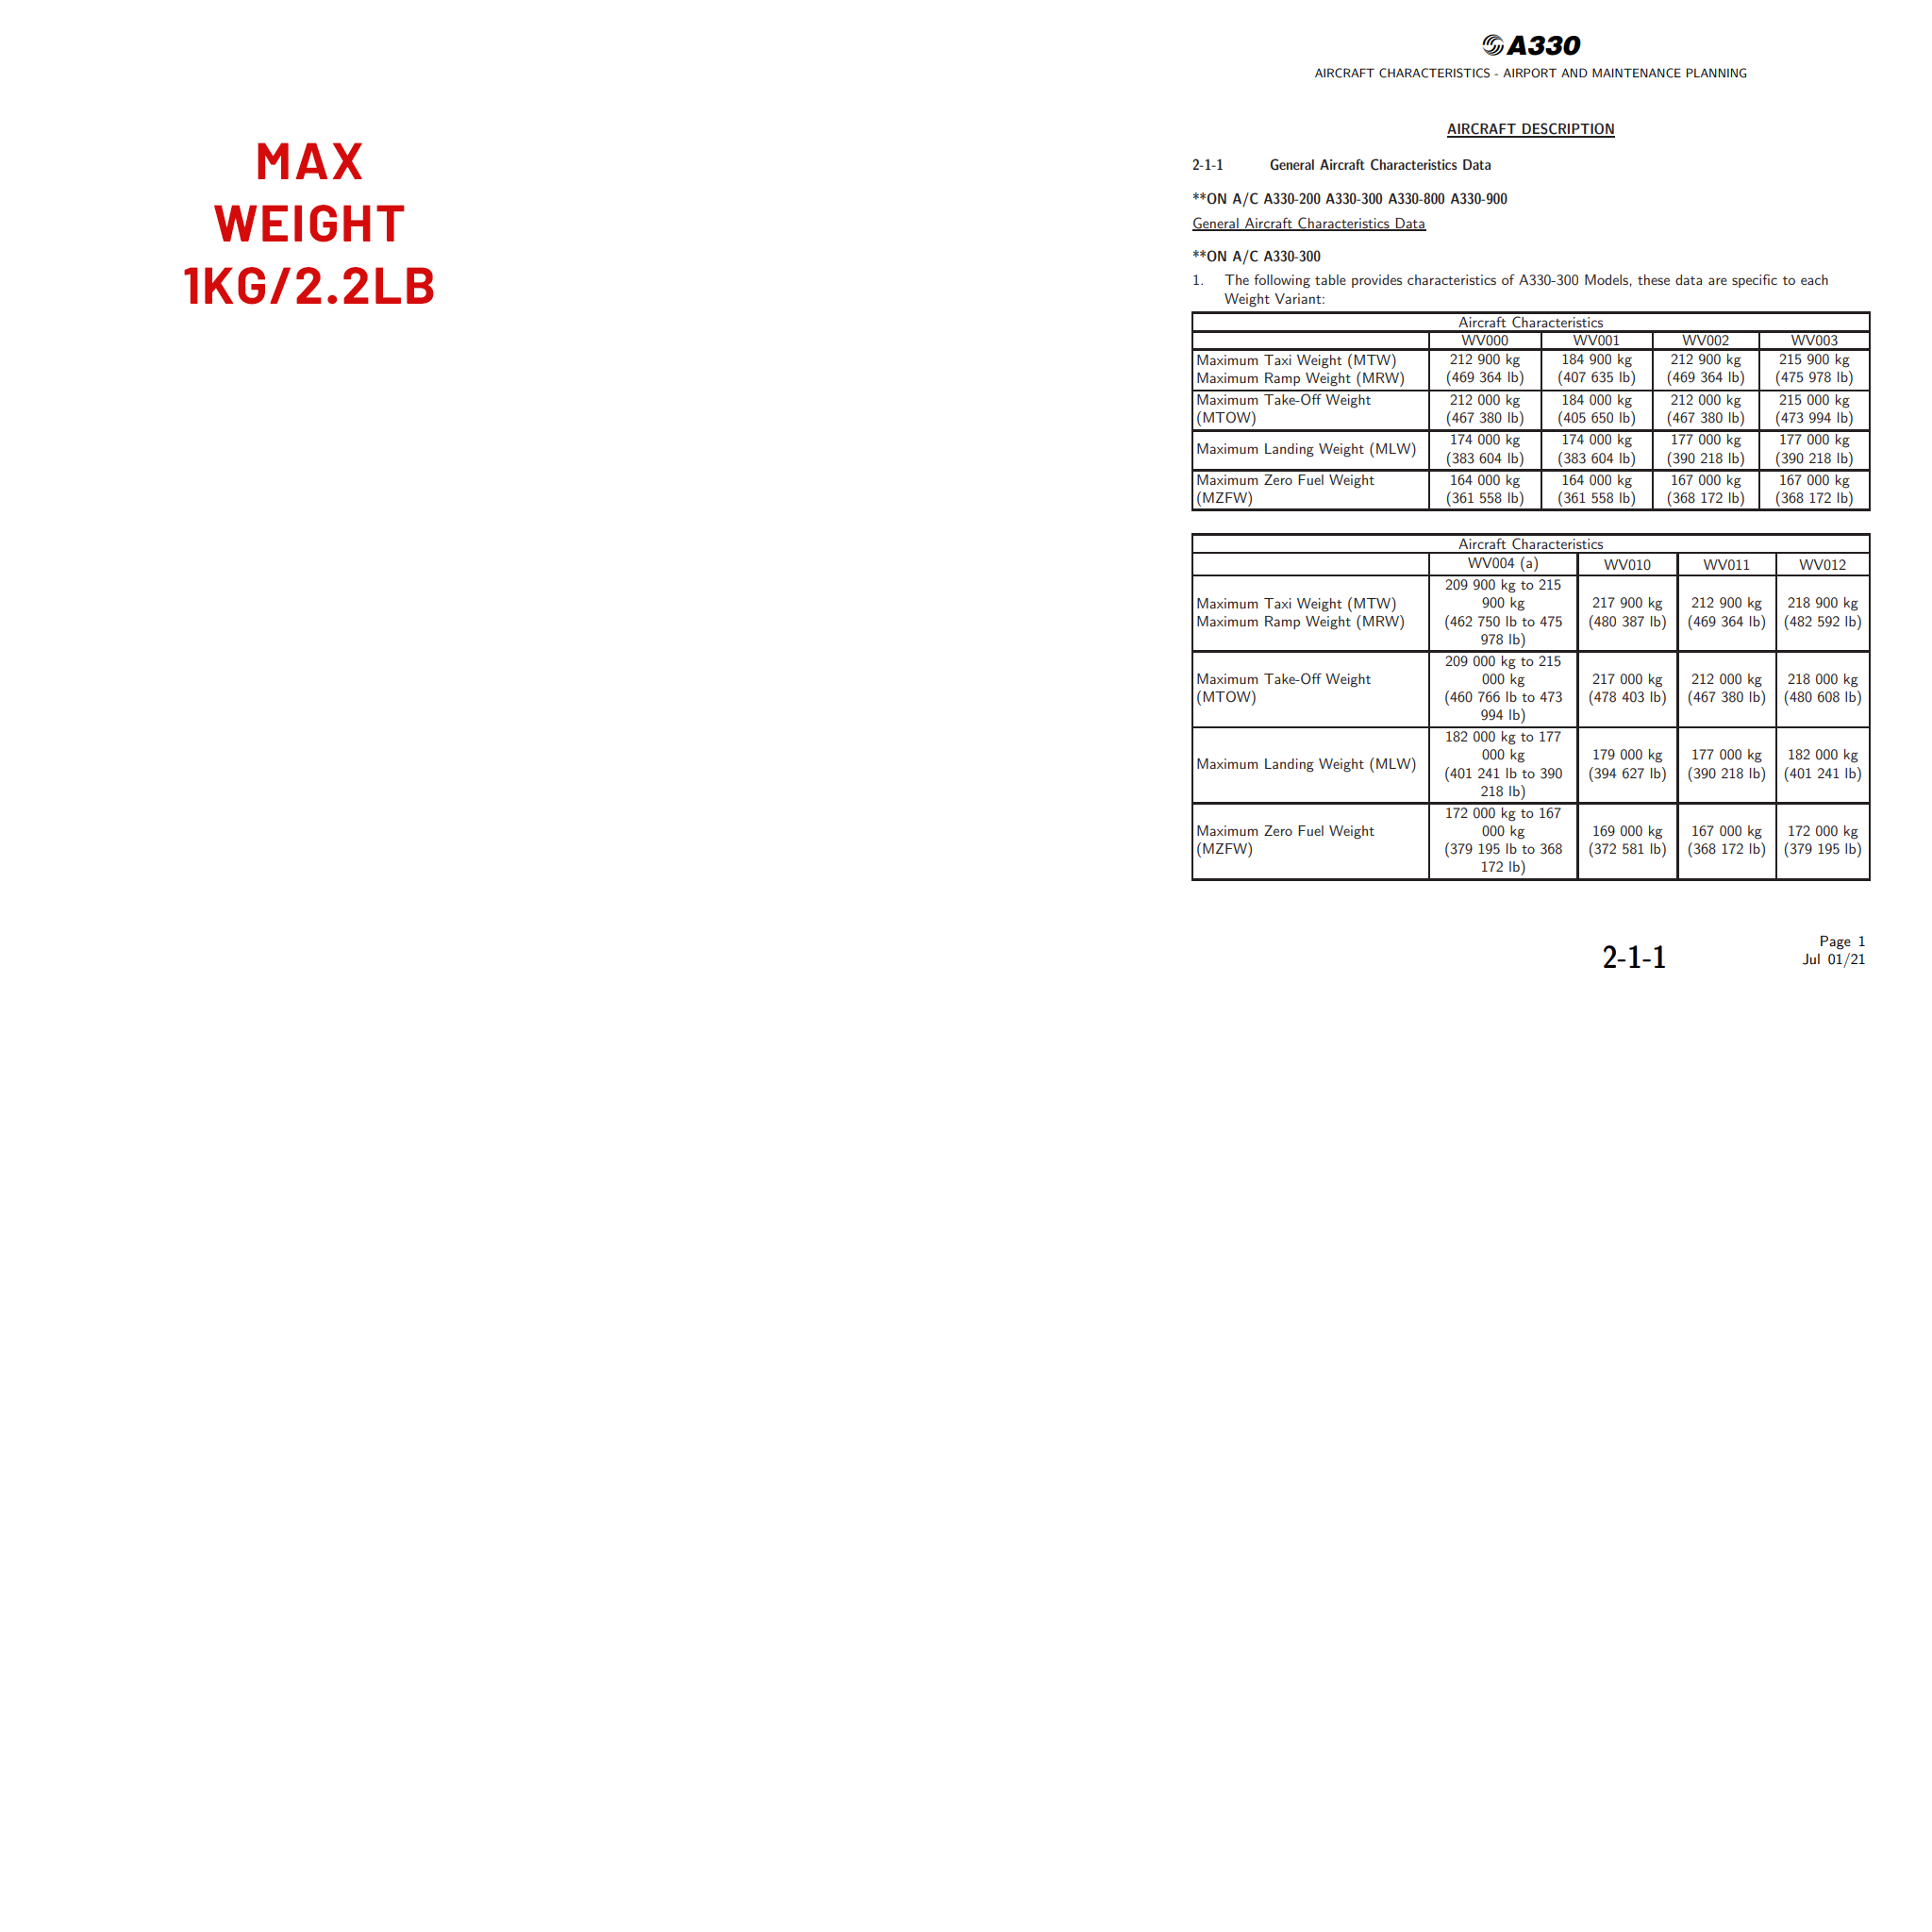 MAX
WEIGHT
1KG/2.2LB
A330
AIRCRAFT CHARACTERISTICS - AIRPORT AND MAINTENANCE PLANNING
AIRCRAFT DESCRIPTION
2-1-1 General Aircraft Characteristics Data
**ON A/C A330-200 A330-300 A330-800 A330-900
General Aircraft Characteristics Data
**ON A/C A330-300
1. The following table provides characteristics of A330-300 Models, these data are specific to each
Weight Variant:
Aircraft Characteristics
WV000 WV001 WV002 WV003
Maximum Taxi Weight (MTW) 212 900 kg 184 900 kg 212 900 kg 215 900 kg
Maximum Ramp Weight (MRW) (469 364 lb) (407 635 lb) (469 364 lb) (475 978 lb)
Maximum Take-Off Weight 212 000 kg 184 000 kg 212 000 kg 215 000 kg
(MTOW) (467 380 lb) (405 650 lb) (467 380 lb) (473 994 lb)
Maximum Landing Weight (MLW) 174 000 kg 174 000 kg 177 000 kg 177 000 kg
(383 604 lb) (383 604 lb) (390 218 lb) (390 218 lb)
Maximum Zero Fuel Weight 164 000 kg 164 000 kg 167 000 kg 167 000 kg
(MZFW) (361 558 lb) (361 558 lb) (368 172 lb) (368 172 lb)
Aircraft Characteristics
WV004 (a) WV010 WV011 WV012
209 900 kg to 215
Maximum Taxi Weight (MTW) 900 kg 217 900 kg 212 900 kg 218 900 kg
Maximum Ramp Weight (MRW) (462 750 lb to 475 (480 387 lb) (469 364 lb) (482 592 lb)
978 lb)
209 000 kg to 215
Maximum Take-Off Weight 000 kg 217 000 kg 212 000 kg 218 000 kg
(MTOW) (460 766 lb to 473 (478 403 lb) (467 380 lb) (480 608 lb)
994 lb)
182 000 kg to 177
Maximum Landing Weight (MLW) 000 kg 179 000 kg 177 000 kg 182 000 kg
(401 241 lb to 390 (394 627 lb) (390 218 lb) (401 241 lb)
218 lb)
172 000 kg to 167
Maximum Zero Fuel Weight 000 kg 169 000 kg 167 000 kg 172 000 kg
(MZFW) (379 195 lb to 368 (372 581 lb) (368 172 lb) (379 195 lb)
172 lb)
2-1-1
Page 1
Jul 01/21